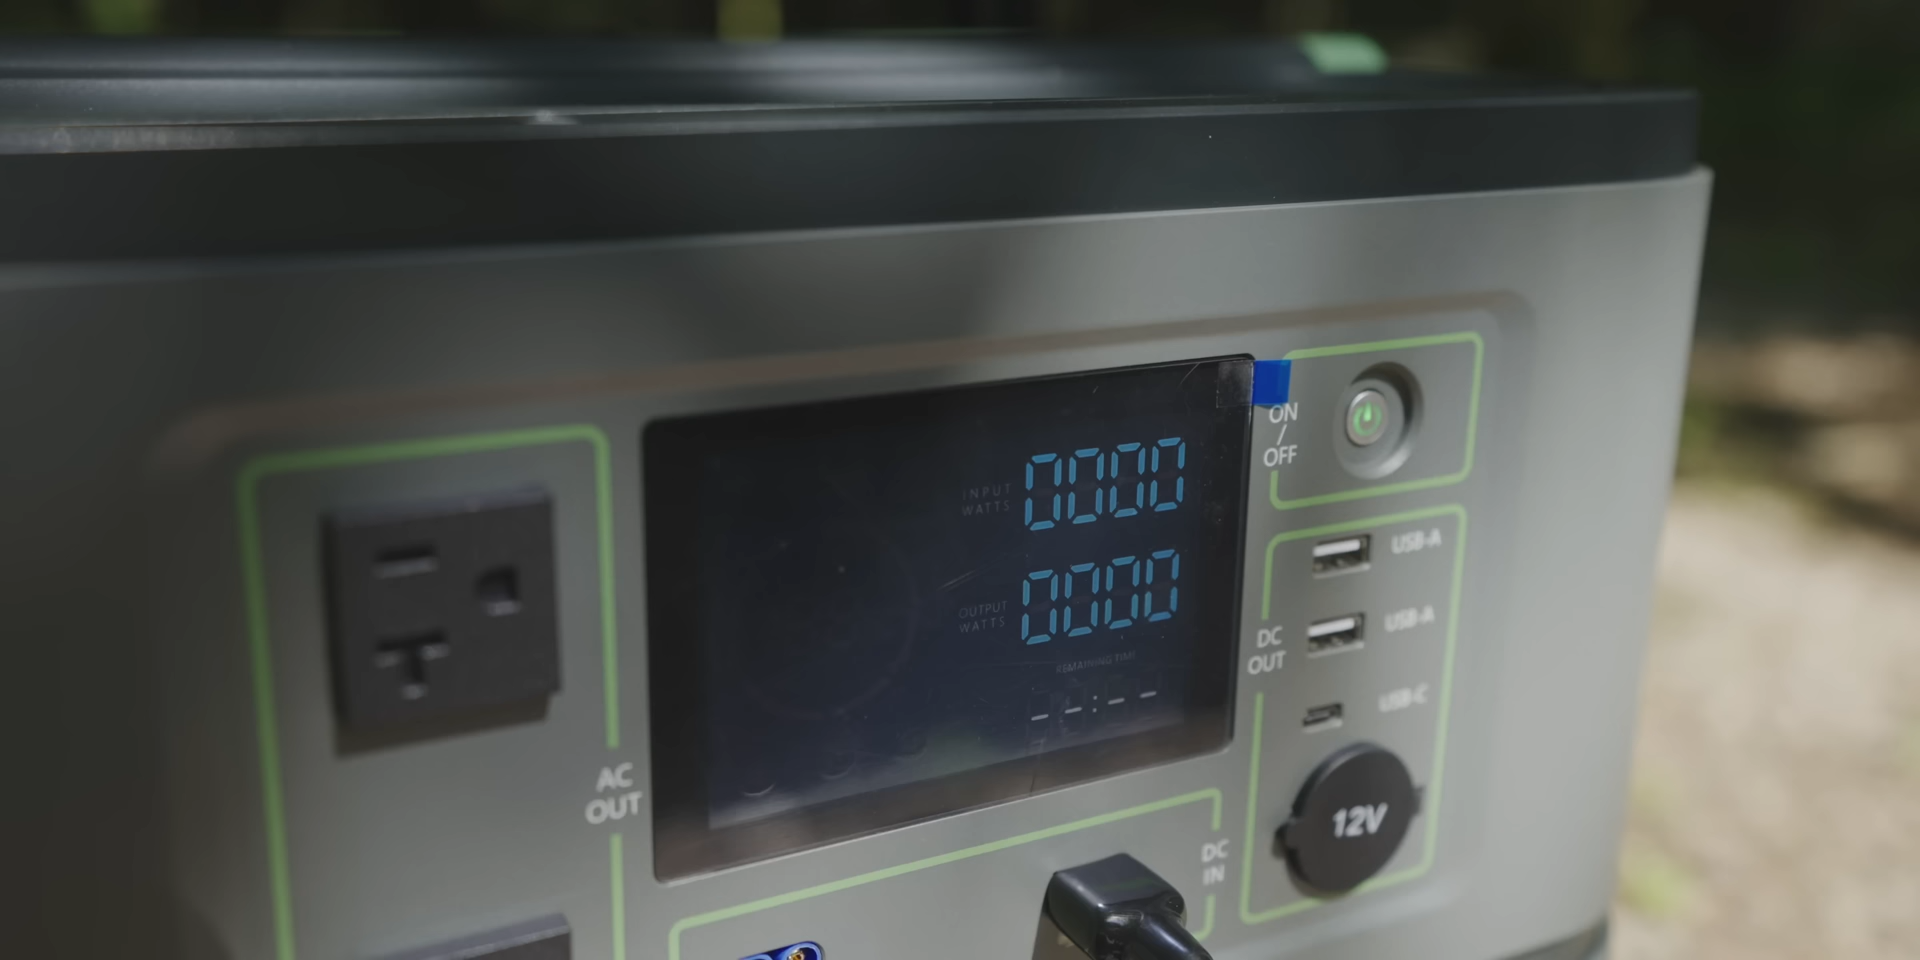 INPUT
WATTS
0000
OUTPUT
WATTS
0000
REMAINING TIME
--:--
ON
/
OFF
USB-A
USB-A
USB-C
DC
OUT
12V
AC
OUT
DC
IN